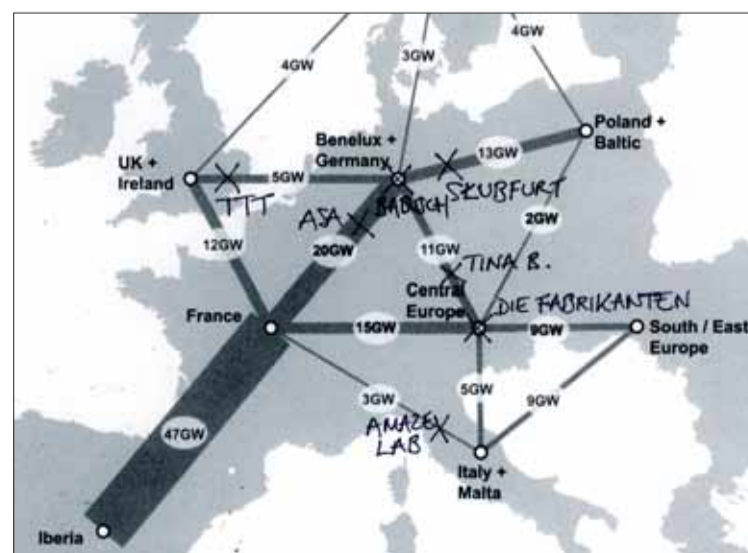 4GW
3GW
4GW
Benelux +
Germany
Poland +
Baltic
13GW
UK +
Ireland
5GW
TTT
ASA
BABUCH
SŁUBFURT
12GW
20GW
11GW
2GW
TINA B.
Central
Europe
DIE FABRIKANTEN
France
15GW
9GW
South / East
Europe
3GW
5GW
9GW
AMAZE
LAB
47GW
Italy +
Malta
Iberia